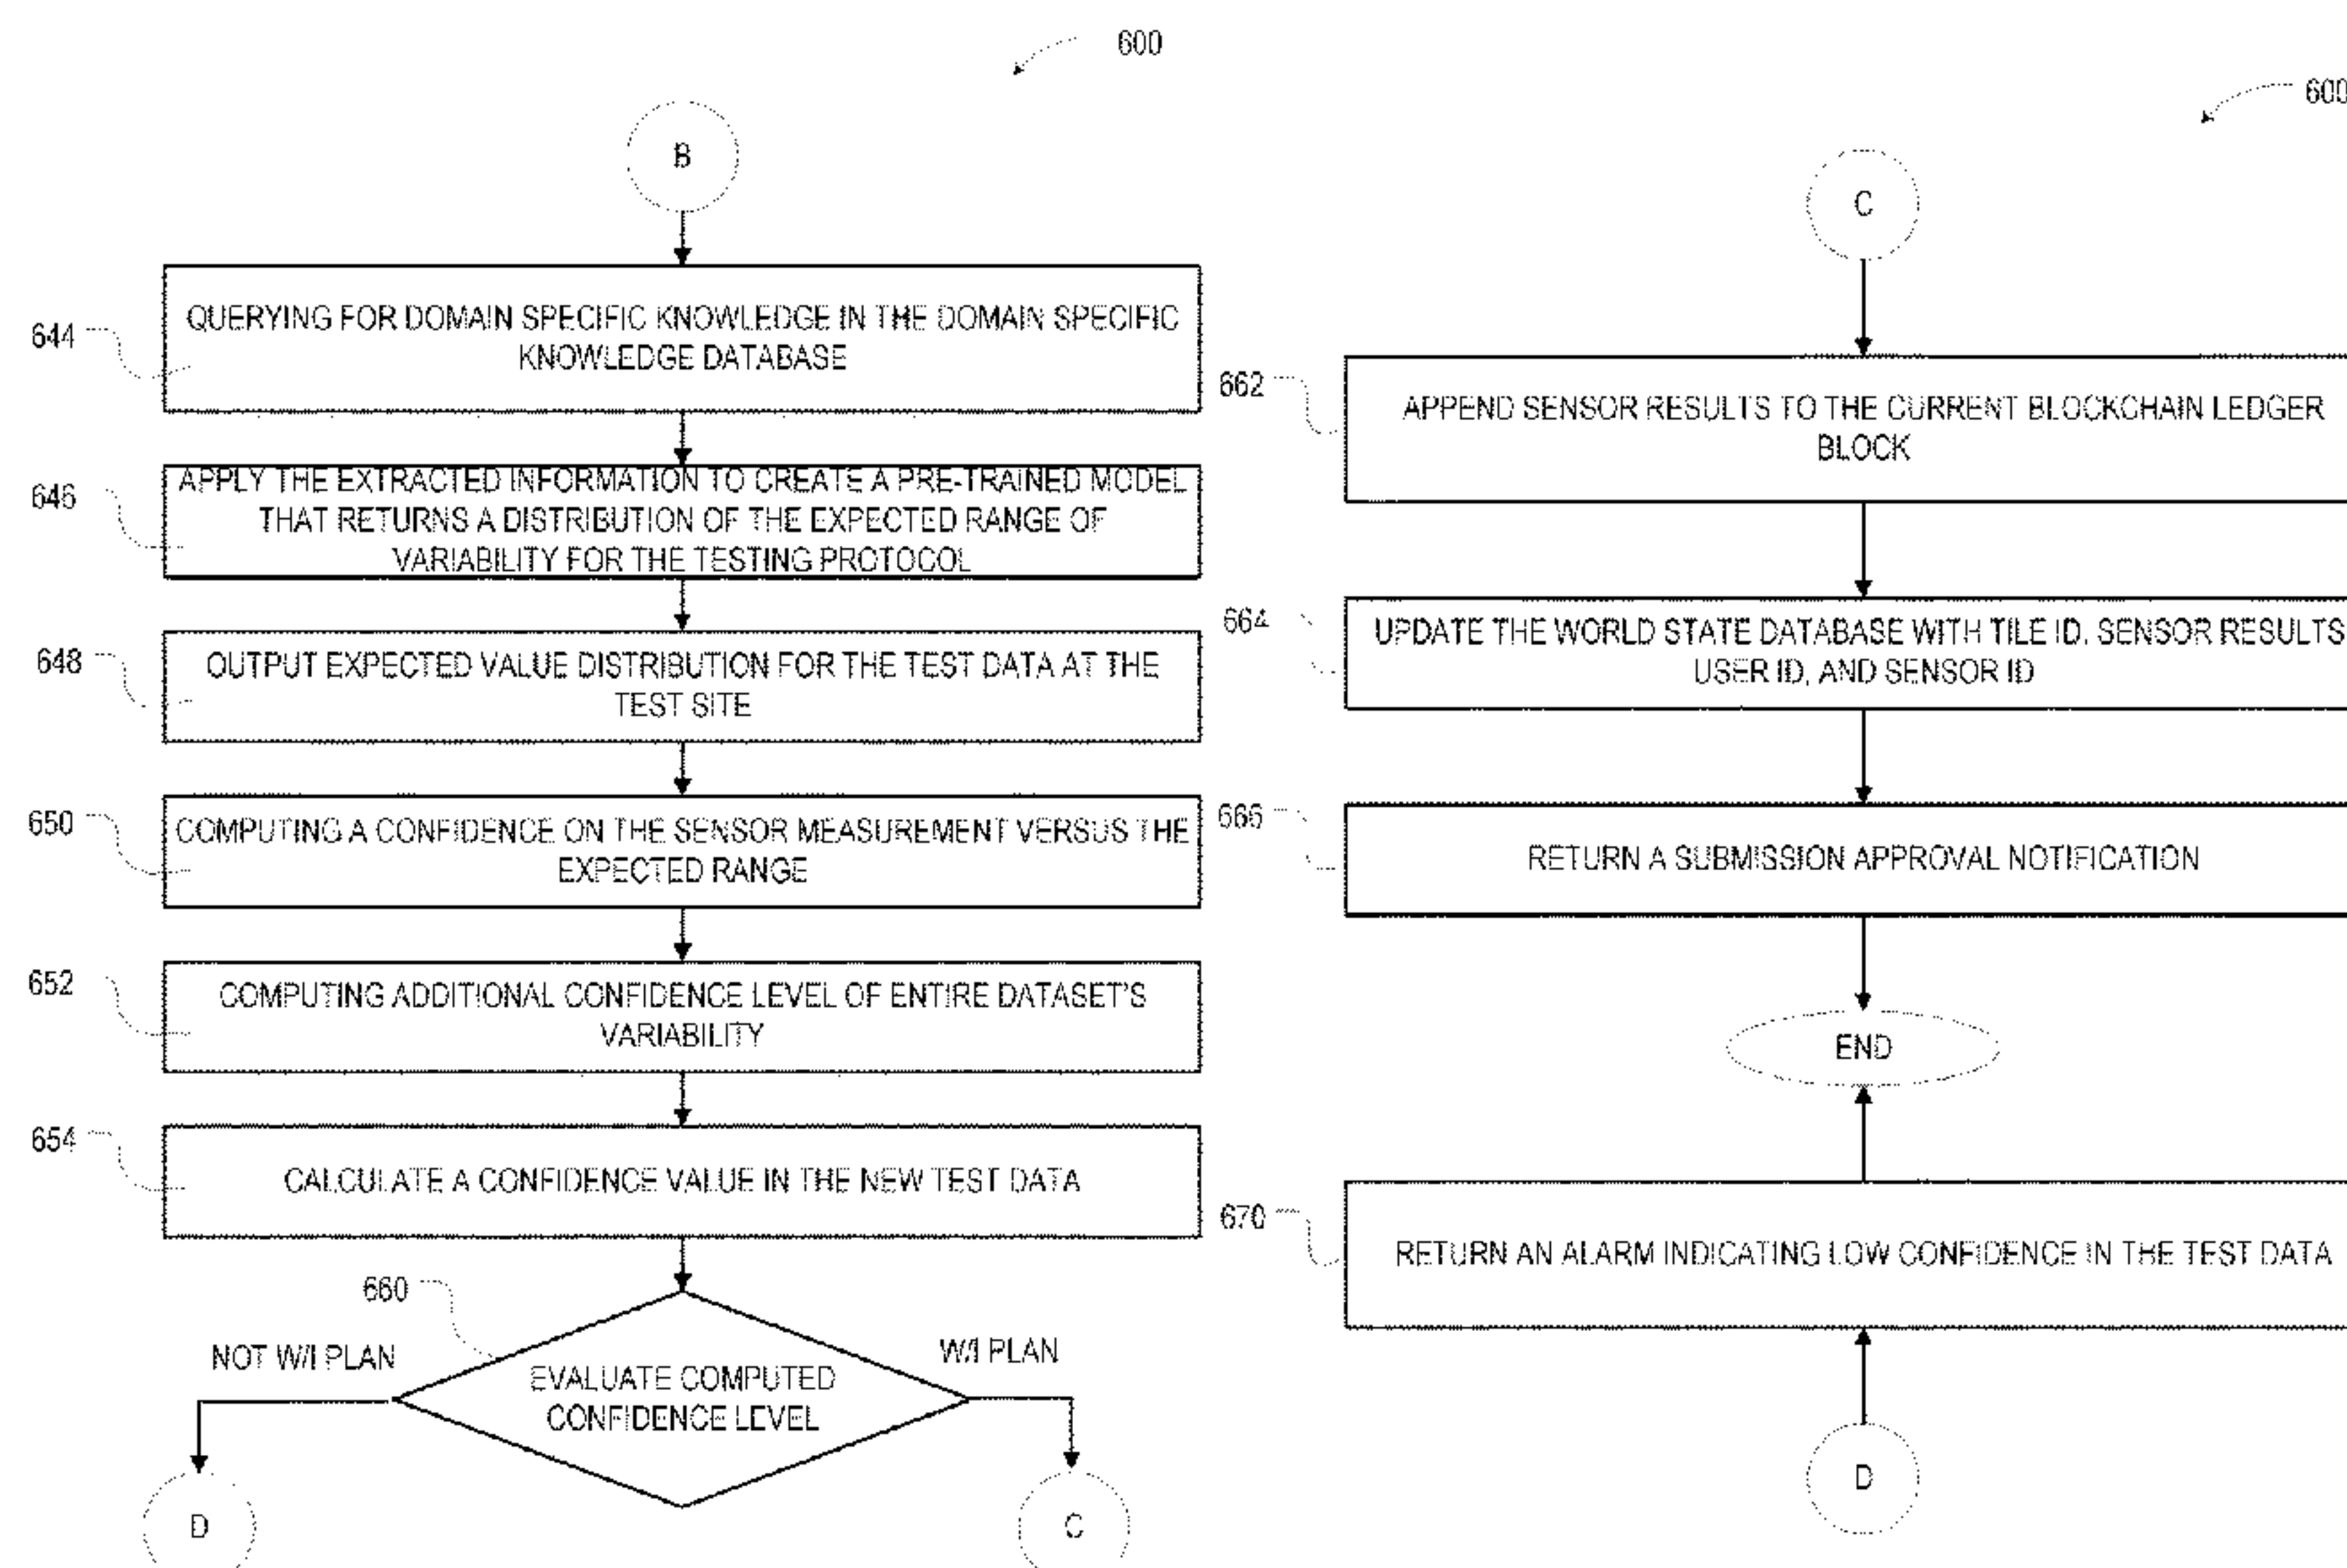 600
B
644
QUERYING FOR DOMAIN SPECIFIC KNOWLEDGE IN THE DOMAIN SPECIFIC
KNOWLEDGE DATABASE
646
APPLY THE EXTRACTED INFORMATION TO CREATE A PRE-TRAINED MODEL
THAT RETURNS A DISTRIBUTION OF THE EXPECTED RANGE OF
VARIABILITY FOR THE TESTING PROTOCOL
648
OUTPUT EXPECTED VALUE DISTRIBUTION FOR THE TEST DATA AT THE
TEST SITE
650
COMPUTING A CONFIDENCE ON THE SENSOR MEASUREMENT VERSUS THE
EXPECTED RANGE
652
COMPUTING ADDITIONAL CONFIDENCE LEVEL OF ENTIRE DATASET'S
VARIABILITY
654
CALCULATE A CONFIDENCE VALUE IN THE NEW TEST DATA
660
NOT W/I PLAN
W/I PLAN
EVALUATE COMPUTED
CONFIDENCE LEVEL
D
C
600
C
662
APPEND SENSOR RESULTS TO THE CURRENT BLOCKCHAIN LEDGER
BLOCK
664
UPDATE THE WORLD STATE DATABASE WITH TILE ID, SENSOR RESULTS
USER ID, AND SENSOR ID
666
RETURN A SUBMISSION APPROVAL NOTIFICATION
END
670
RETURN AN ALARM INDICATING LOW CONFIDENCE IN THE TEST DATA
D